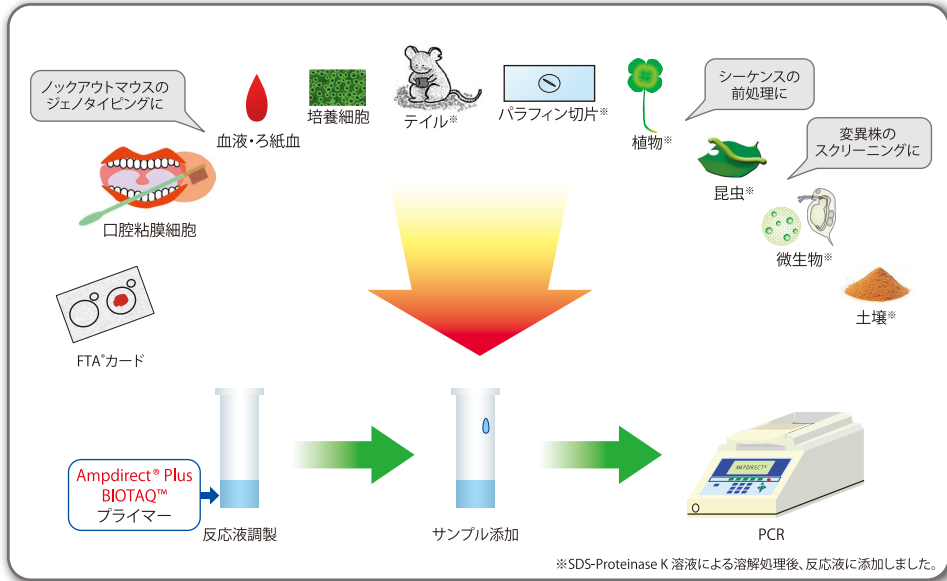 ノックアウトマウスの
ジェノタイピングに
血液・ろ紙血
培養細胞
テイル※
パラフィン切片※
植物※
シーケンスの
前処理に
変異株の
スクリーニングに
昆虫※
微生物※
土壌※
口腔粘膜細胞
FTA®カード
Ampdirect® Plus
BIOTAQ™
プライマー
反応液調製
サンプル添加
AMPDIRECT®
PCR
※SDS-Proteinase K 溶液による溶解処理後、反応液に添加しました。